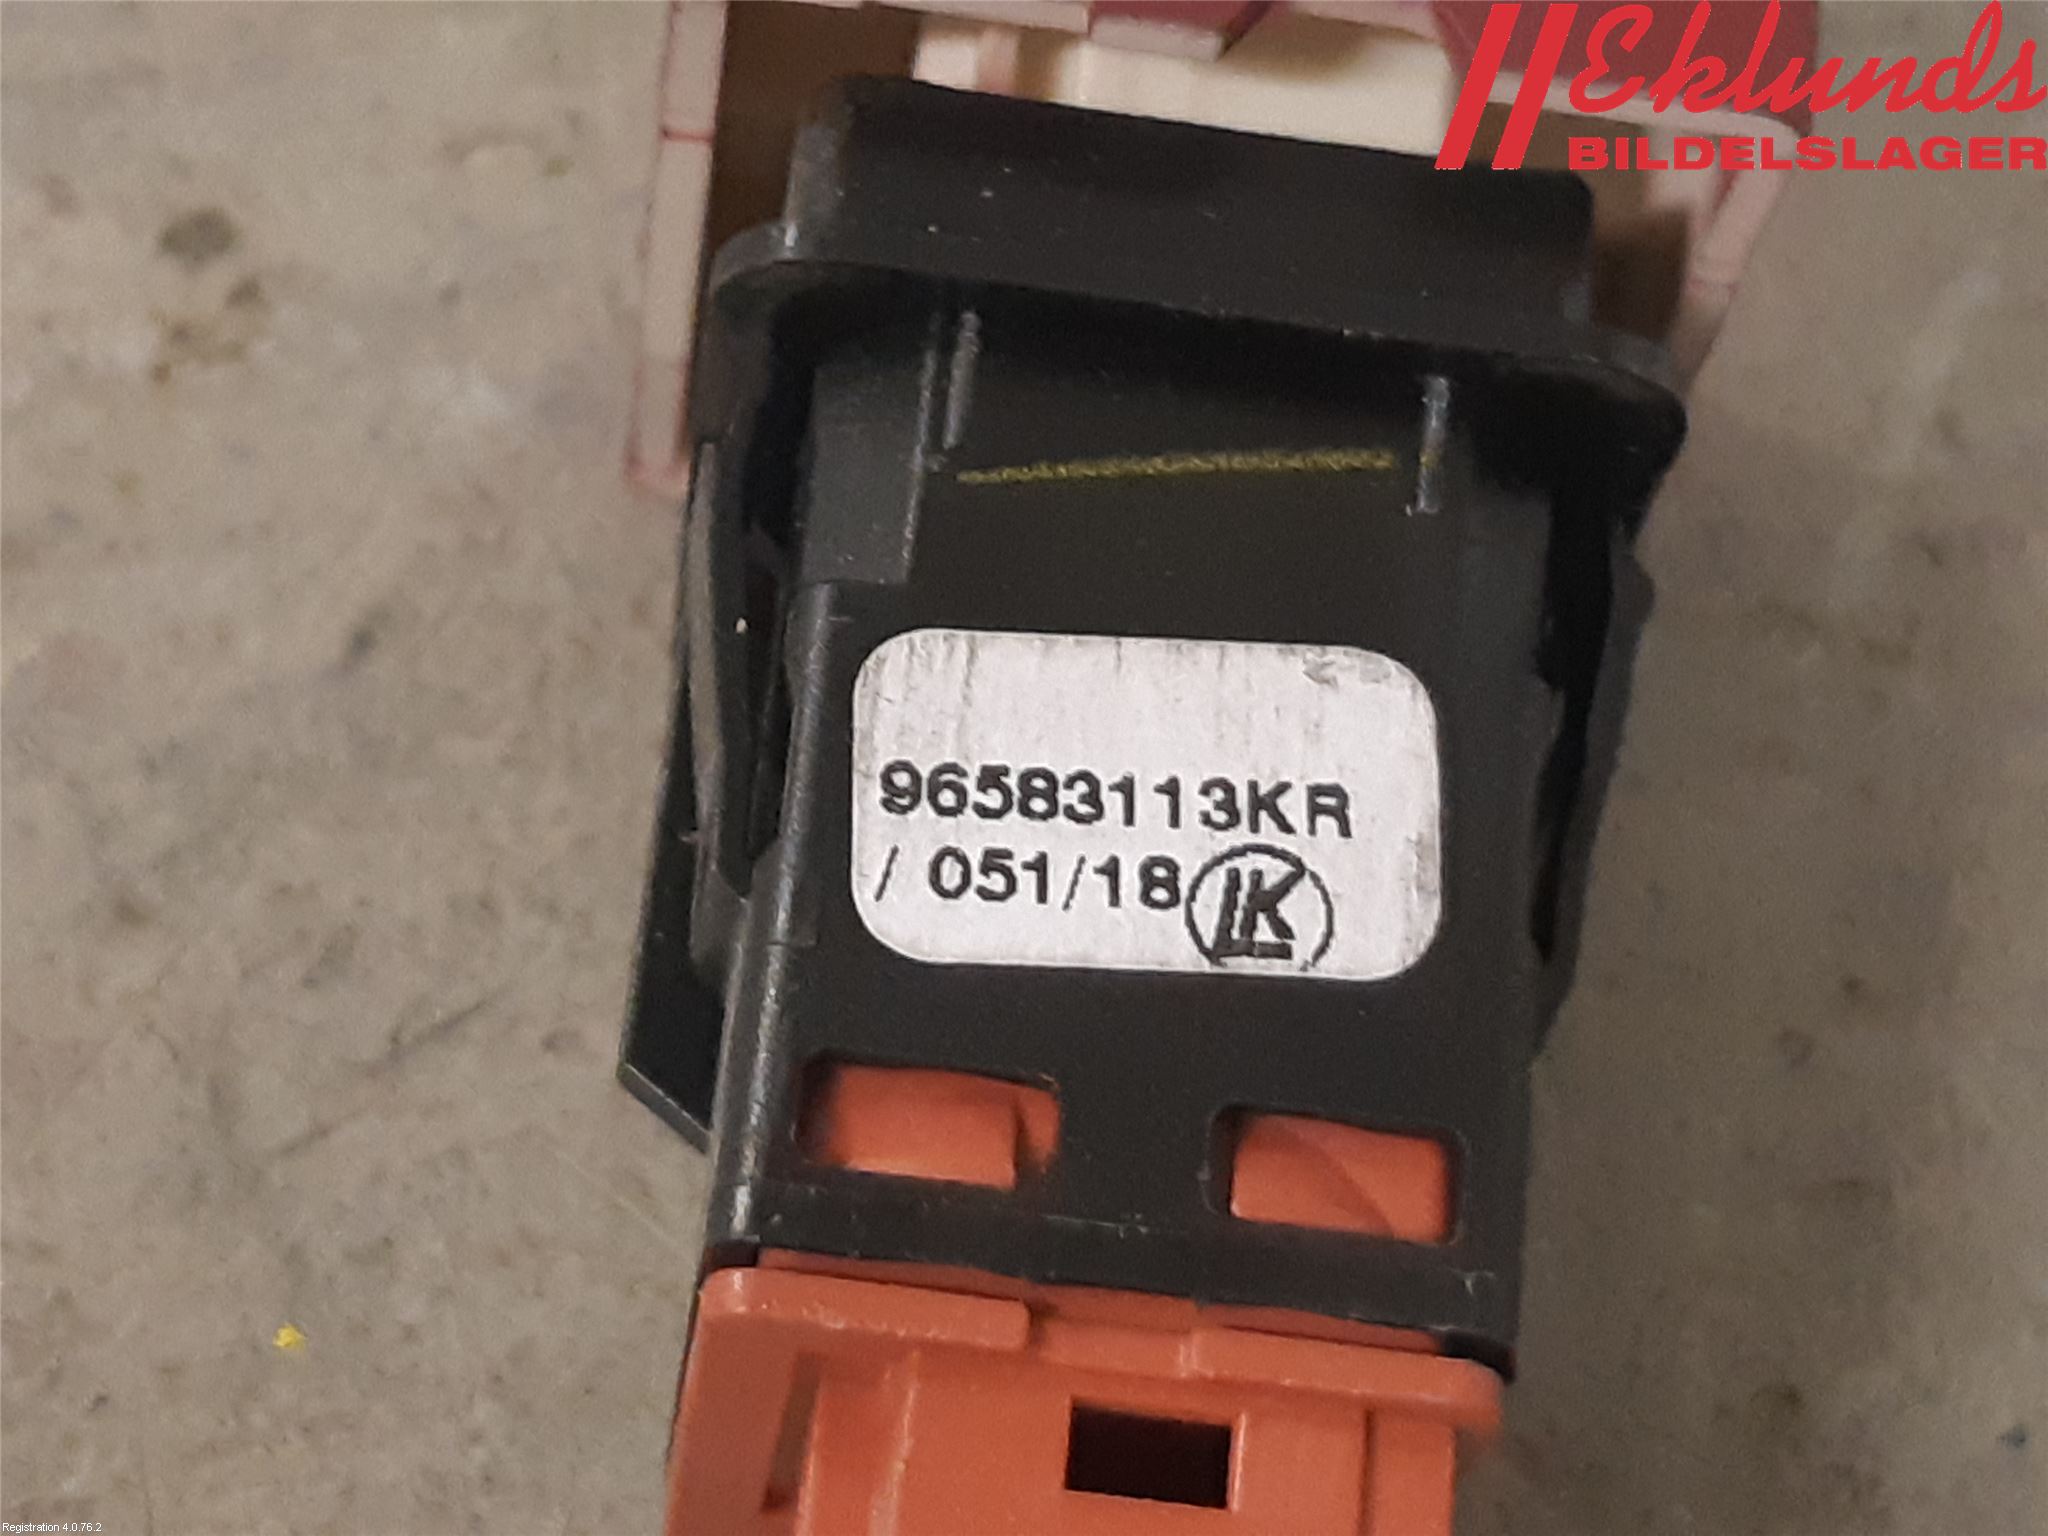 Eklunds
BILDELSLAGER
96583113KR
/ 051/18 LK
Registration 4.0.76.2